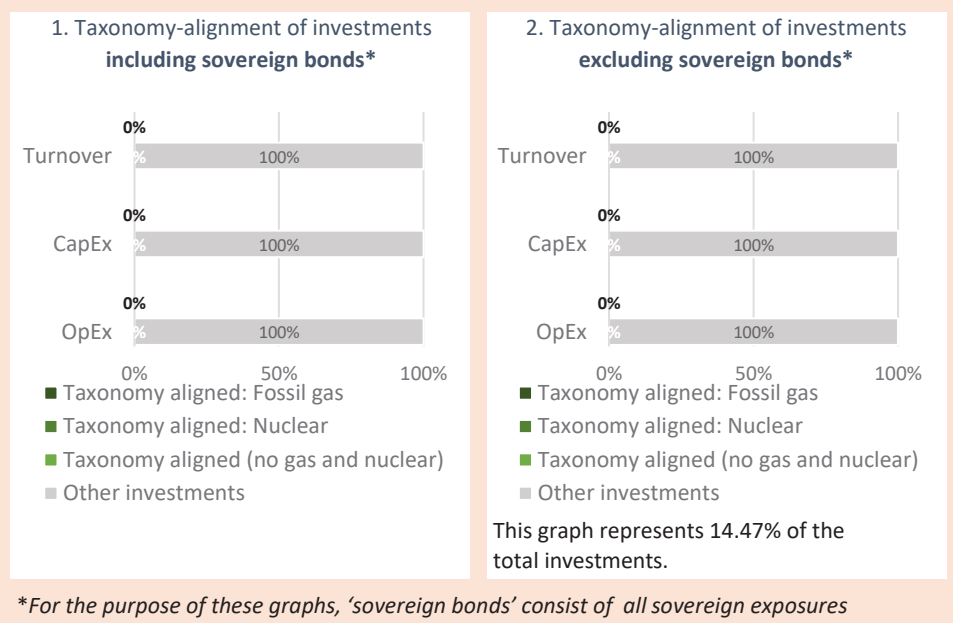 1. Taxonomy-alignment of investments
including sovereign bonds*
0%
Turnover
%
100%
0%
CapEx
%
100%
0%
OpEx
%
100%
0%
50%
100%
Taxonomy aligned: Fossil gas
Taxonomy aligned: Nuclear
Taxonomy aligned (no gas and nuclear)
Other investments
2. Taxonomy-alignment of investments
excluding sovereign bonds*
0%
Turnover
%
100%
0%
CapEx
%
100%
0%
OpEx
%
100%
0%
50%
100%
Taxonomy aligned: Fossil gas
Taxonomy aligned: Nuclear
Taxonomy aligned (no gas and nuclear)
Other investments
This graph represents 14.47% of the
total investments.
*For the purpose of these graphs, ‘sovereign bonds’ consist of all sovereign exposures